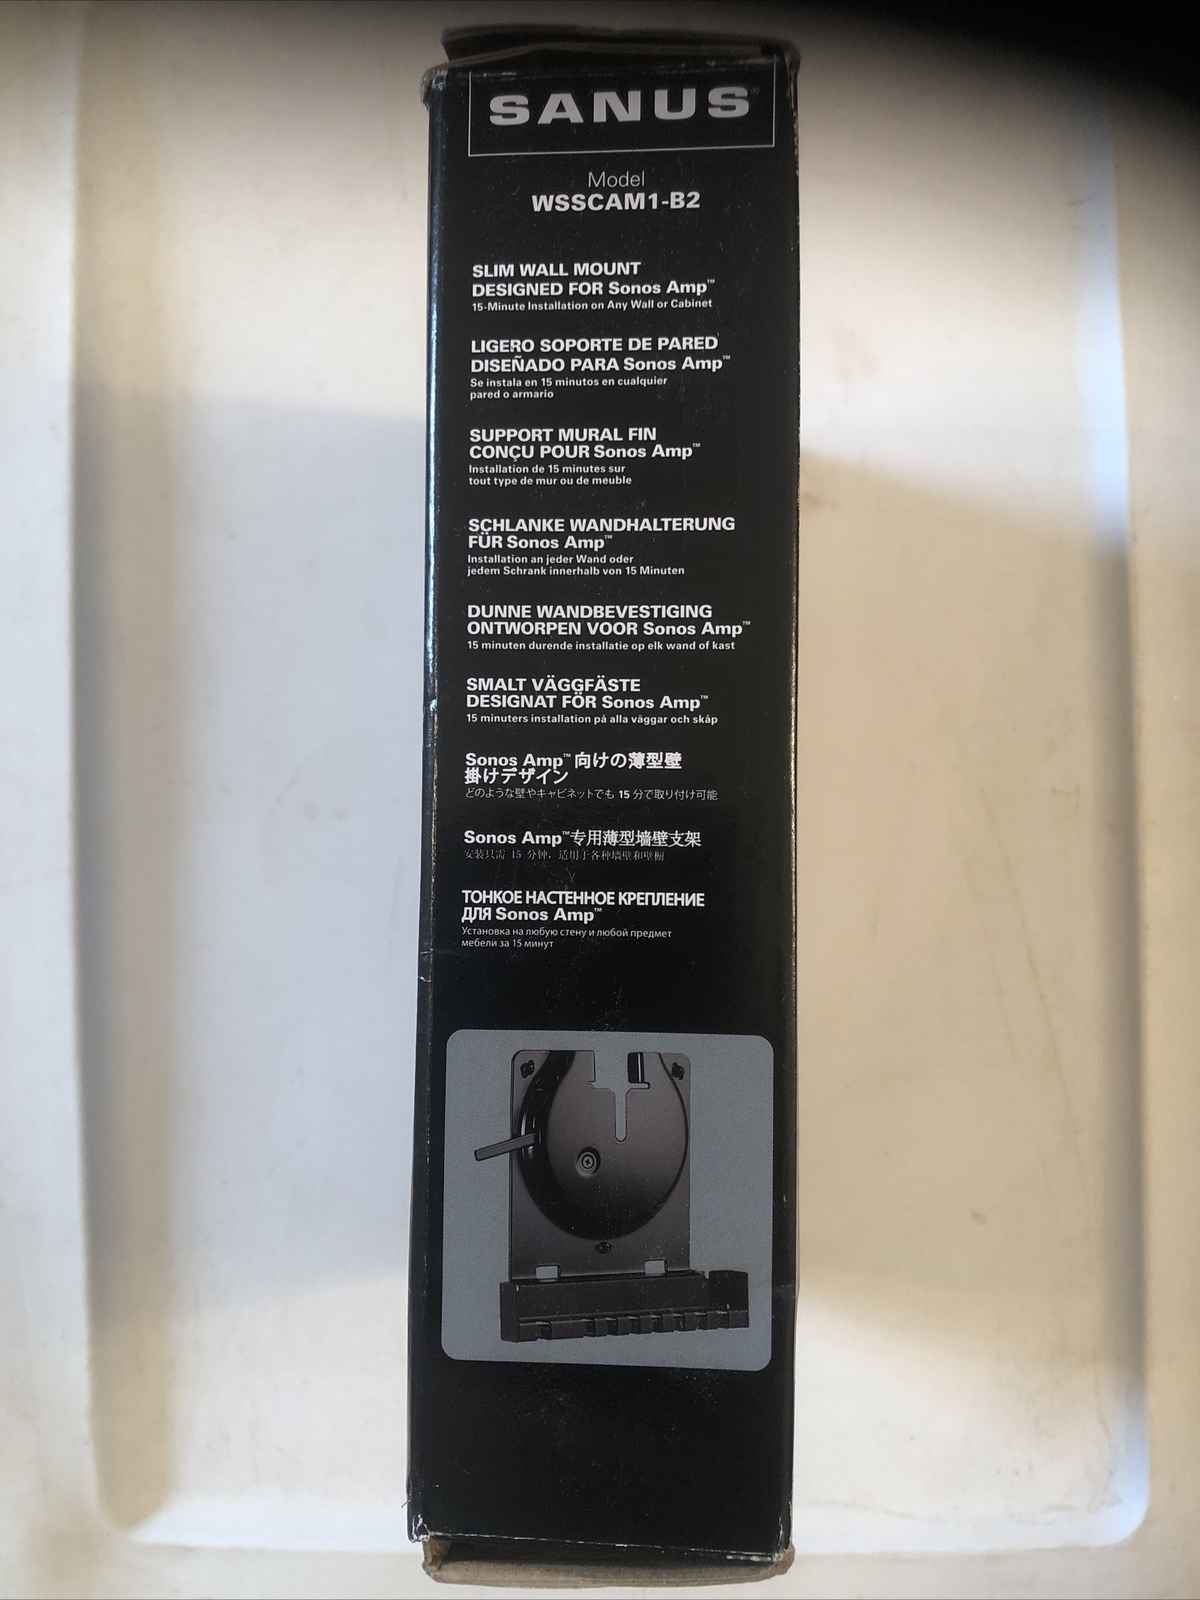 SANUS®
Model
WSSCAM1-B2
SLIM WALL MOUNT
DESIGNED FOR Sonos Amp™
15-Minute Installation on Any Wall or Cabinet
LIGERO SOPORTE DE PARED
DISEÑADO PARA Sonos Amp™
Se instala en 15 minutos en cualquier
pared o armario
SUPPORT MURAL FIN
CONÇU POUR Sonos Amp™
Installation de 15 minutes sur
tout type de mur ou de meuble
SCHLANKE WANDHALTERUNG
FÜR Sonos Amp™
Installation an jeder Wand oder
jedem Schrank innerhalb von 15 Minuten
DUNNE WANDBEVESTIGING
ONTWORPEN VOOR Sonos Amp™
15 minuten durende installatie op elk wand of kast
SMALT VÄGGFÄSTE
DESIGNAT FÖR Sonos Amp™
15 minuters installation på alla väggar och skåp
Sonos Amp™ 向けの薄型壁
掛けデザイン
どのような壁やキャビネットでも 15 分で取り付け可能
Sonos Amp™专用薄型墙壁支架
安装只需 15 分钟，适用于各种墙壁和壁橱
ТОНКОЕ НАСТЕННОЕ КРЕПЛЕНИЕ
ДЛЯ Sonos Amp™
Установка на любую стену и любой предмет
мебели за 15 минут